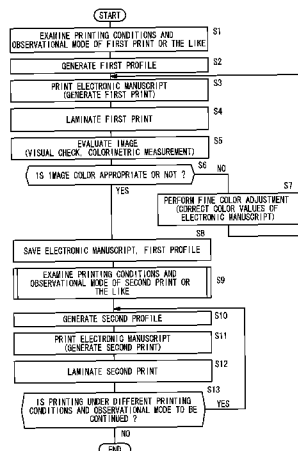 START
EXAMINE PRINTING CONDITIONS AND
OBSERVATIONAL MODE OF FIRST PRINT OR THE LIKE
S1
GENERATE FIRST PROFILE
S2
PRINT ELECTRONIC MANUSCRIPT
(GENERATE FIRST PRINT)
S3
LAMINATE FIRST PRINT
S4
EVALUATE IMAGE
(VISUAL CHECK, COLORIMETRIC MEASUREMENT)
S5
IS IMAGE COLOR APPROPRIATE OR NOT ?
S6
NO
YES
PERFORM FINE COLOR ADJUSTMENT
(CORRECT COLOR VALUES OF
ELECTRONIC MANUSCRIPT)
S7
SAVE ELECTRONIC MANUSCRIPT, FIRST PROFILE
S8
EXAMINE PRINTING CONDITIONS AND
OBSERVATIONAL MODE OF SECOND PRINT OR
THE LIKE
S9
GENERATE SECOND PROFILE
S10
PRINT ELECTRONIC MANUSCRIPT
(GENERATE SECOND PRINT)
S11
LAMINATE SECOND PRINT
S12
IS PRINTING UNDER DIFFERENT PRINTING
CONDITIONS AND OBSERVATIONAL MODE TO BE
CONTINUED ?
S13
YES
NO
END